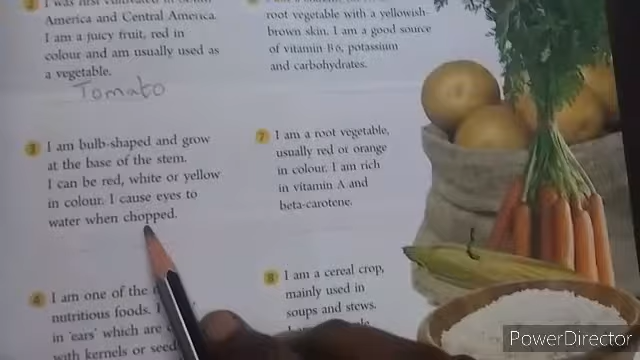 2 I was first cultivated in South
America and Central America.
I am a juicy fruit, red in
colour and am usually used as
a vegetable.
Tomato
3 I am bulb-shaped and grow
at the base of the stem.
I can be red, white or yellow
in colour. I cause eyes to
water when chopped.
4 I am one of the
nutritious foods. I
in 'ears' which are
with kernels or seed
root vegetable with a yellowish-
brown skin. I am a good source
of vitamin B6, potassium
and carbohydrates.
7 I am a root vegetable,
usually red or orange
in colour. I am rich
in vitamin A and
beta-carotene.
8 I am a cereal crop,
mainly used in
soups and stews.
PowerDirector